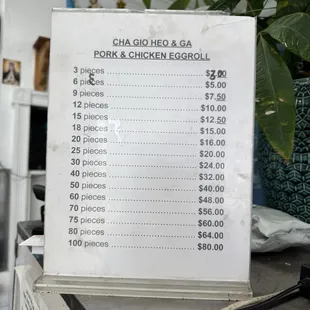 CHA GIO HEO & GA
PORK & CHICKEN EGGROLL
3 pieces
6 pieces ........ $5.00
9 pieces ........ $7.50
12 pieces ........ $10.00
15 pieces ........ $12.50
18 pieces ........ $15.00
20 pieces ........ $16.00
25 pieces ........ $20.00
30 pieces ........ $24.00
40 pieces ........ $32.00
50 pieces ........ $40.00
60 pieces ........ $48.00
70 pieces ........ $56.00
75 pieces ........ $60.00
80 pieces ........ $64.00
100 pieces ........ $80.00